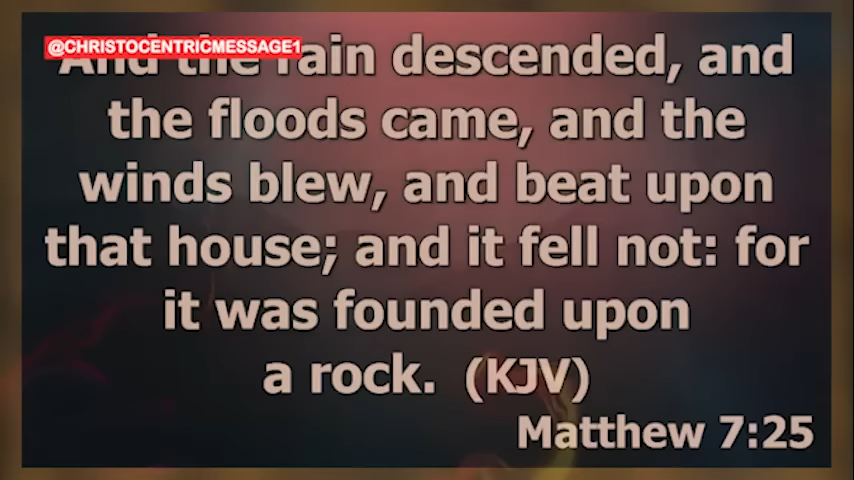 @CHRISTOCENTRICMESSAGE1
And the rain descended, and
the floods came, and the
winds blew, and beat upon
that house; and it fell not: for
it was founded upon
a rock. (KJV)
Matthew 7:25